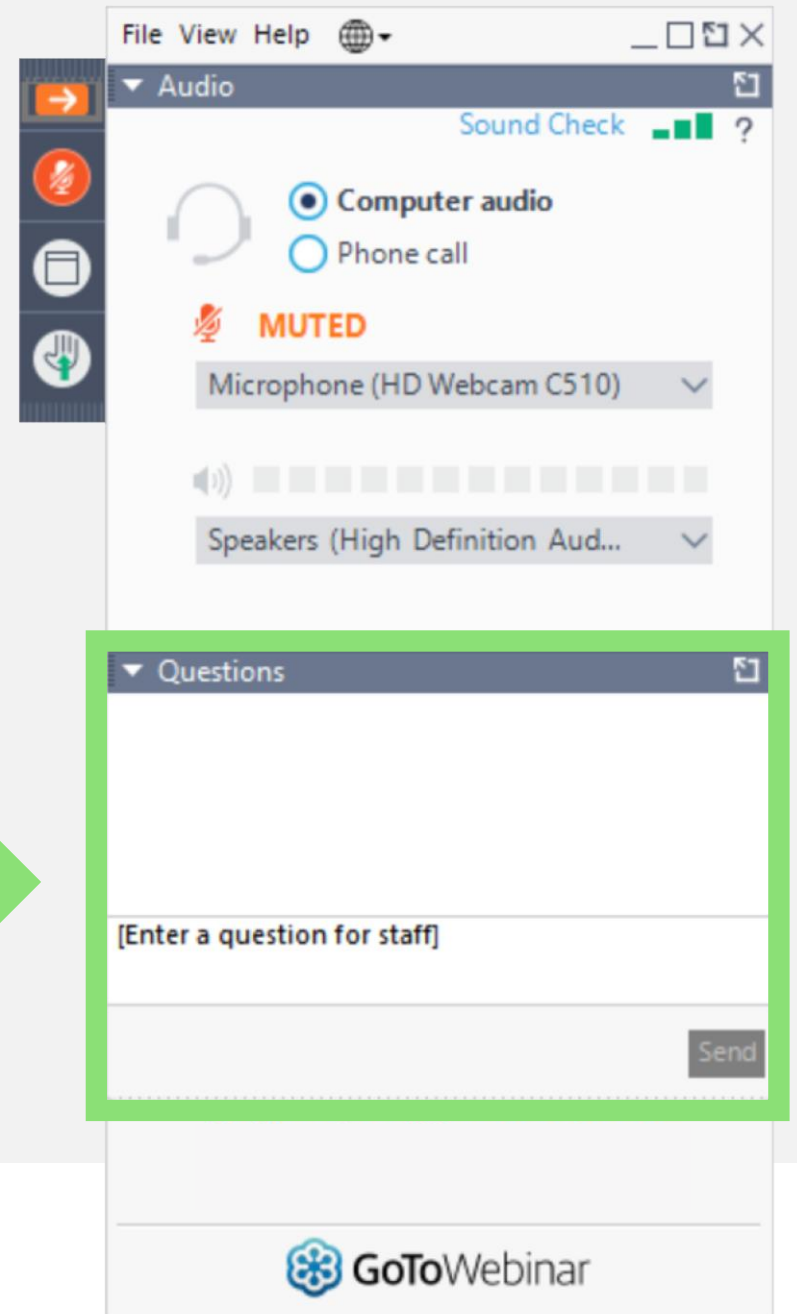 File View Help
Audio
Sound Check ?
Computer audio
Phone call
MUTED
Microphone (HD Webcam C510)
Speakers (High Definition Aud...
Questions
[Enter a question for staff]
Send
GoToWebinar